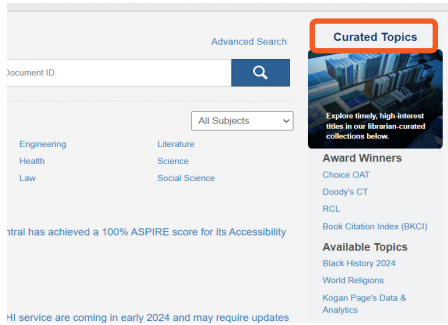 Curated Topics
Advanced Search
Document ID
Explore timely, high-interest
titles in our librarian-curated
collections below.
All Subjects
Engineering
Literature
Health
Science
Law
Social Science
Award Winners
Choice OAT
Doody's CT
RCL
Book Citation Index (BKCI)
has achieved a 100% ASPIRE score for its Accessibility
Available Topics
Black History 2024
World Religions
Kogan Page's Data &
Analytics
service are coming in early 2024 and may require updates